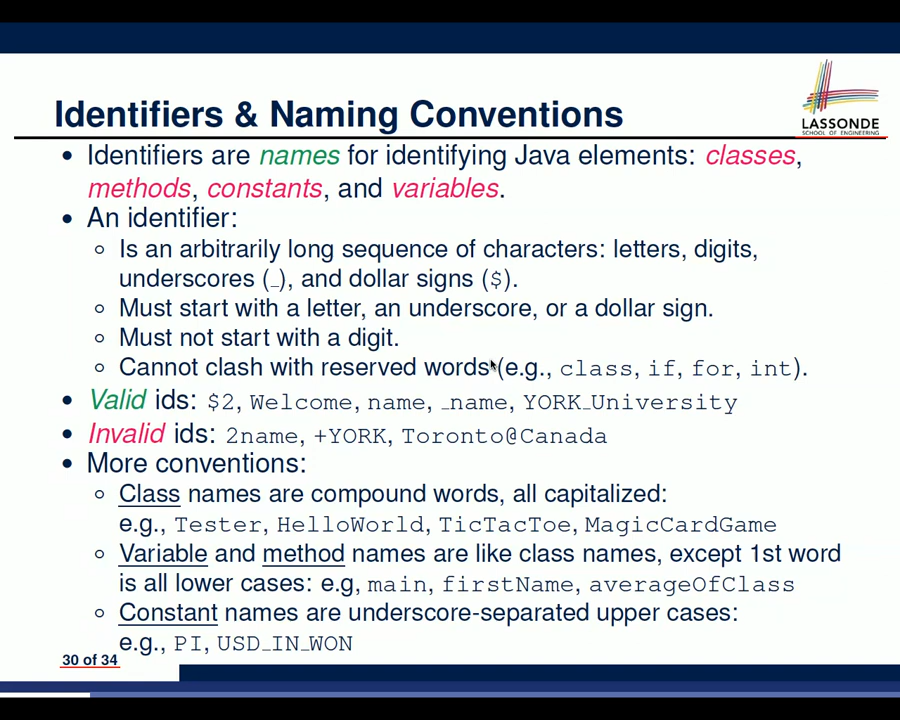 LASSONDE
SCHOOL OF ENGINEERING
Identifiers & Naming Conventions
• Identifiers are names for identifying Java elements: classes,
methods, constants, and variables.
• An identifier:
◦ Is an arbitrarily long sequence of characters: letters, digits,
underscores (_), and dollar signs ($).
◦ Must start with a letter, an underscore, or a dollar sign.
◦ Must not start with a digit.
◦ Cannot clash with reserved words (e.g., class, if, for, int).
• Valid ids: $2, Welcome, name, _name, YORK_University
• Invalid ids: 2name, +YORK, Toronto@Canada
• More conventions:
◦ Class names are compound words, all capitalized:
e.g., Tester, HelloWorld, TicTacToe, MagicCardGame
◦ Variable and method names are like class names, except 1st word
is all lower cases: e.g, main, firstName, averageOfClass
◦ Constant names are underscore-separated upper cases:
e.g., PI, USD_IN_WON
30 of 34